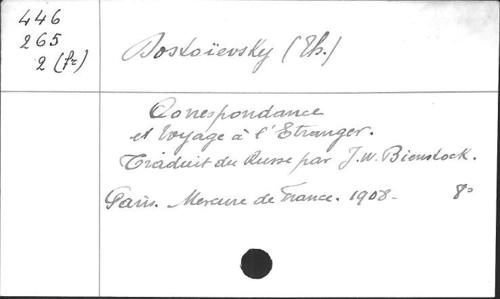 446
265
2 (fr)
Dostoïevsky (Th.)
Correspondance
et Voyage à l'Etranger.
Traduit du Russe par J.W. Bienstock.
Paris. Mercure de France. 1908- 8°